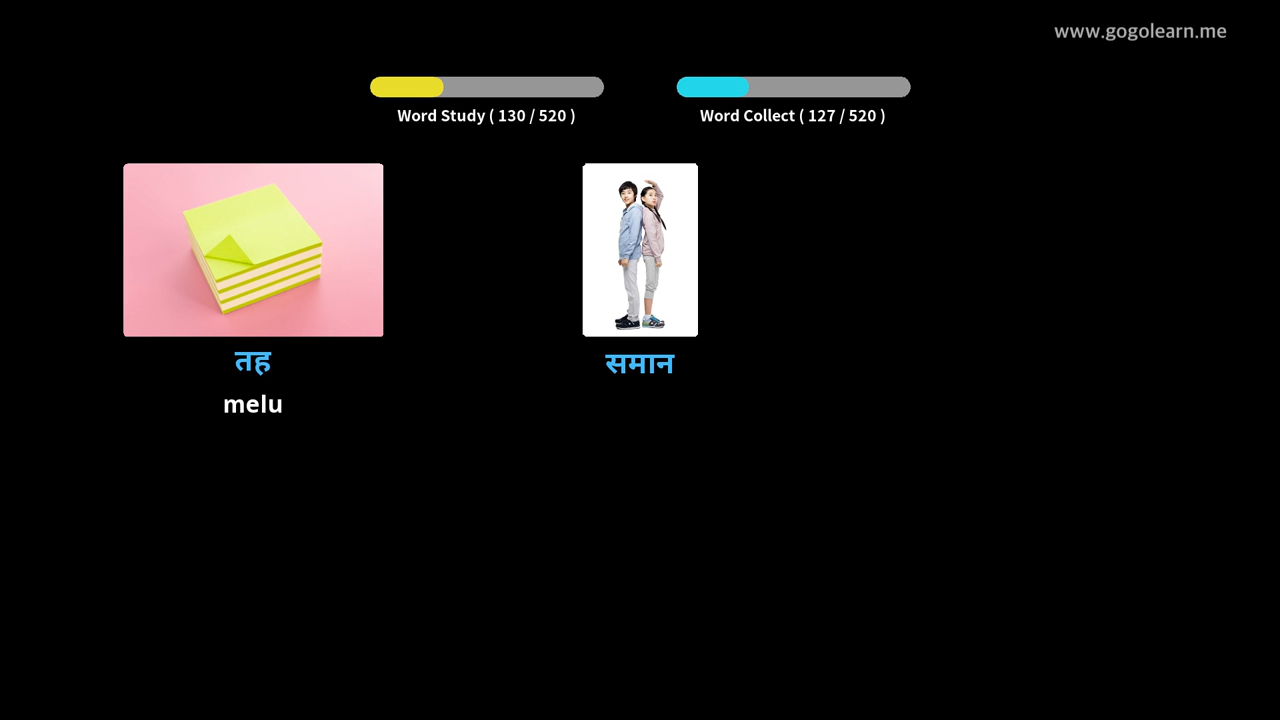 www.gogolearn.me
Word Study ( 130 / 520 )
Word Collect ( 127 / 520 )
तह
समान
melu